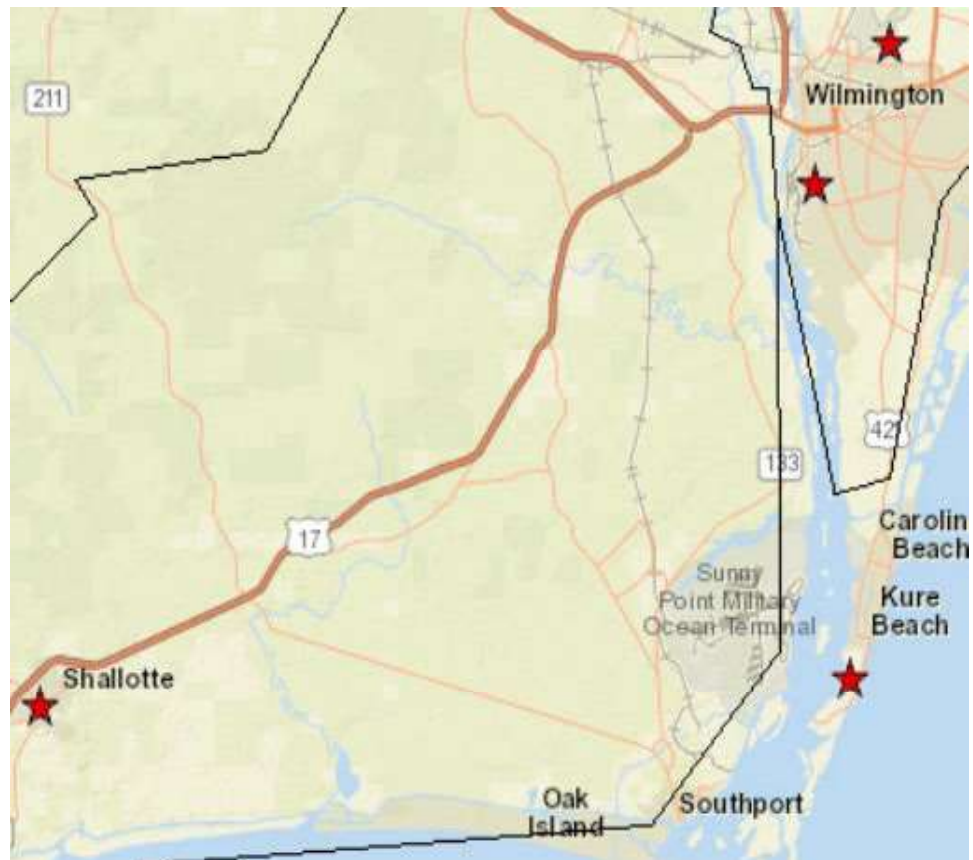 211
Wilmington
421
133
17
Carolin
Beach
Sunny
Point Military
Ocean Terminal
Kure
Beach
Shallotte
Oak
Island
Southport